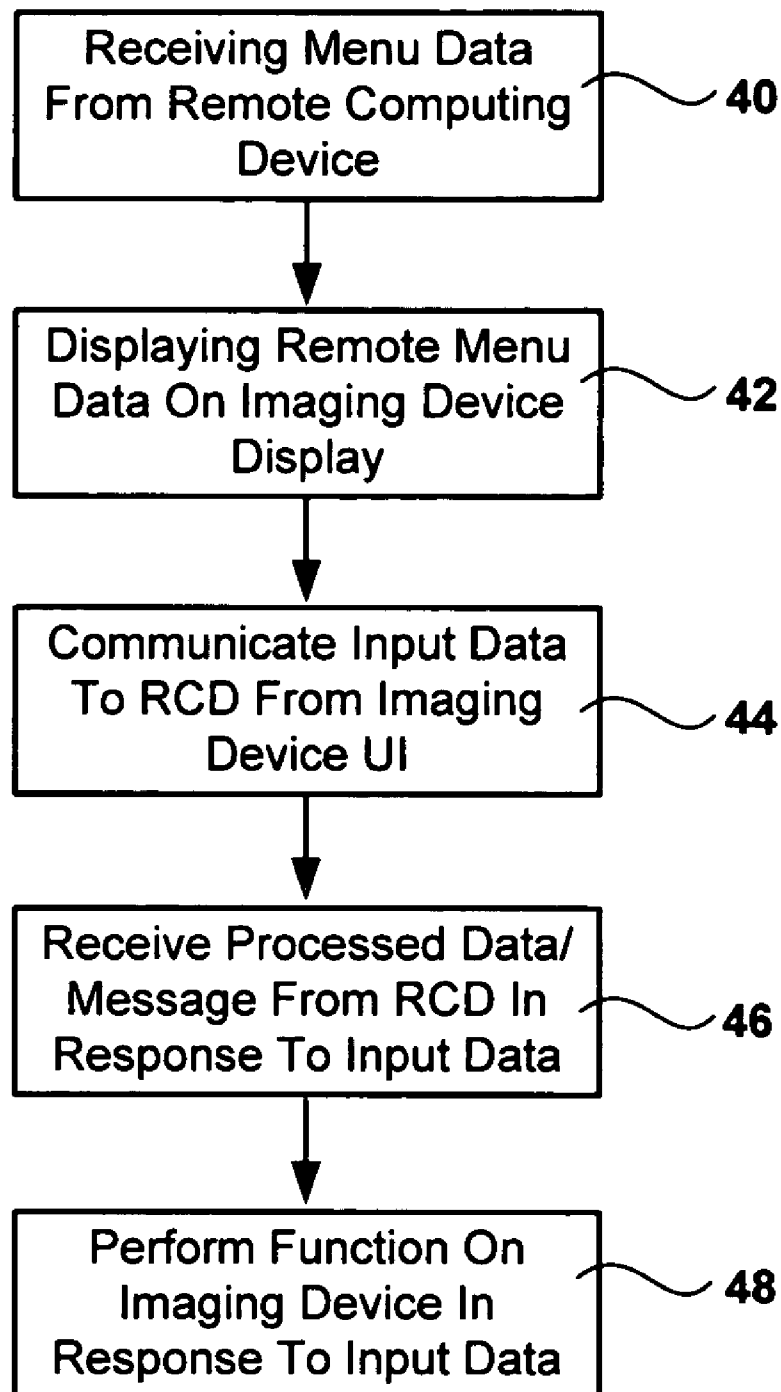 Receiving Menu Data
From Remote Computing
Device
40
Displaying Remote Menu
Data On Imaging Device
Display
42
Communicate Input Data
To RCD From Imaging
Device UI
44
Receive Processed Data/
Message From RCD In
Response To Input Data
46
Perform Function On
Imaging Device In
Response To Input Data
48